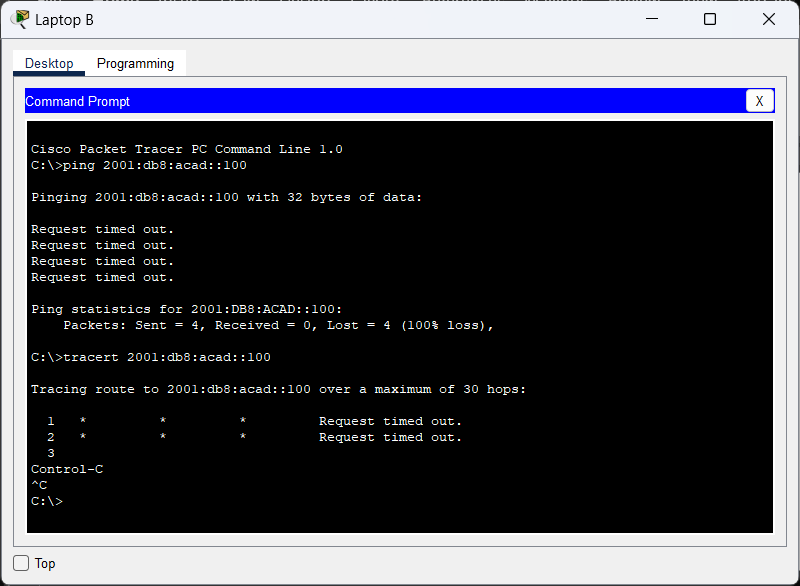 Laptop B
Desktop Programming
Command Prompt X
Cisco Packet Tracer PC Command Line 1.0
C:\>ping 2001:db8:acad::100
Pinging 2001:db8:acad::100 with 32 bytes of data:
Request timed out.
Request timed out.
Request timed out.
Request timed out.
Ping statistics for 2001:DB8:ACAD::100:
Packets: Sent = 4, Received = 0, Lost = 4 (100% loss),
C:\>tracert 2001:db8:acad::100
Tracing route to 2001:db8:acad::100 over a maximum of 30 hops:
1 * * * Request timed out.
2 * * * Request timed out.
3
Control-C
^C
C:\>
Top